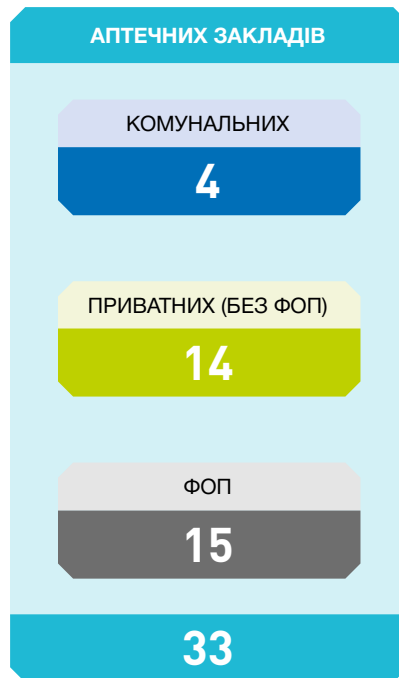 АПТЕЧНИХ ЗАКЛАДІВ
КОМУНАЛЬНИХ
4
ПРИВАТНИХ (БЕЗ ФОП)
14
ФОП
15
33